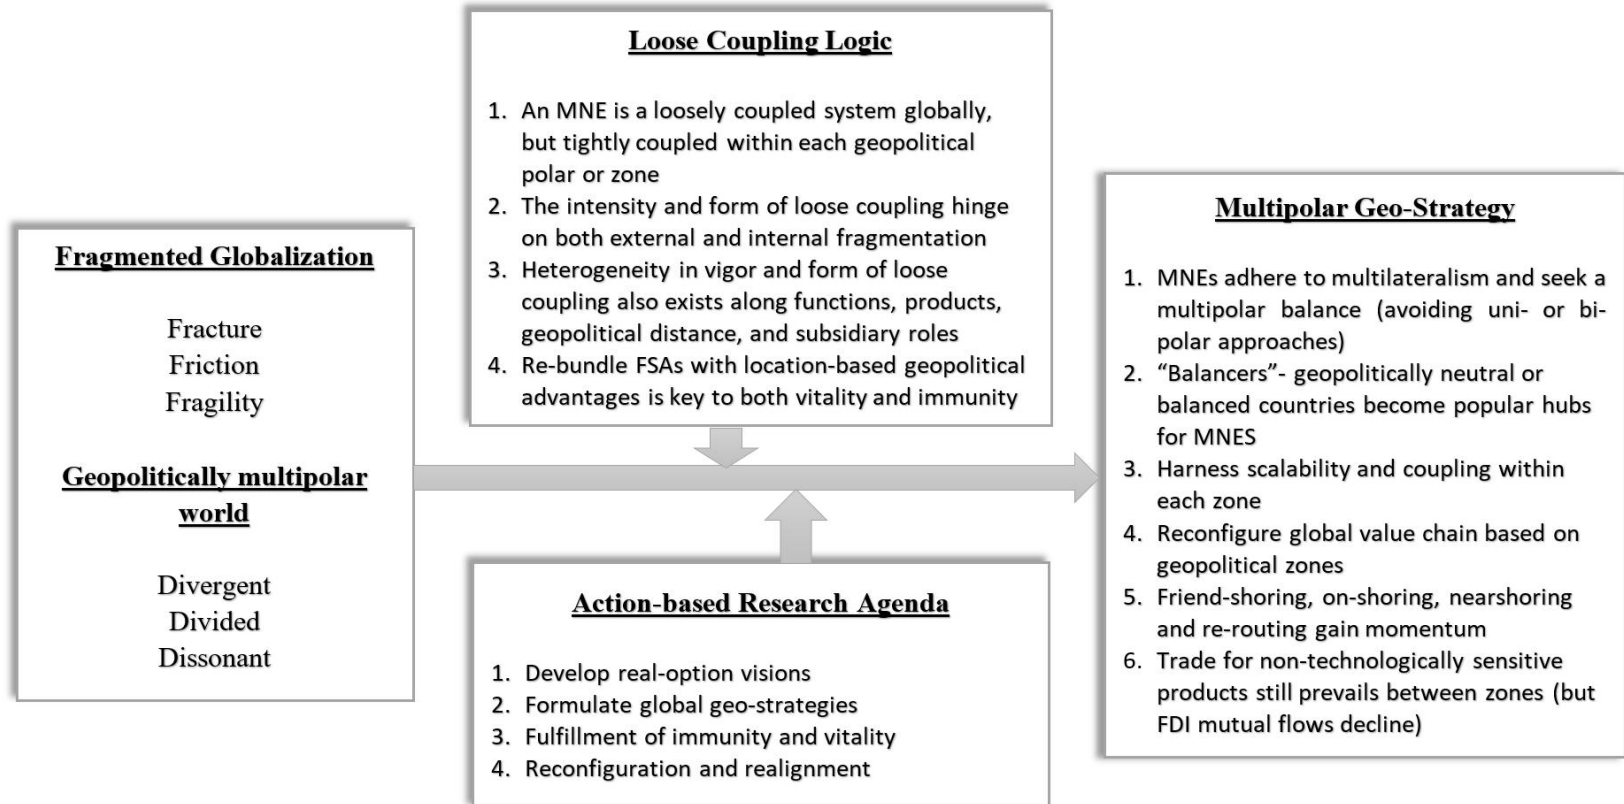 Fragmented Globalization
Fracture
Friction
Fragility
Geopolitically multipolar
world
Divergent
Divided
Dissonant
Loose Coupling Logic
1. An MNE is a loosely coupled system globally,
but tightly coupled within each geopolitical
polar or zone
2. The intensity and form of loose coupling hinge
on both external and internal fragmentation
3. Heterogeneity in vigor and form of loose
coupling also exists along functions, products,
geopolitical distance, and subsidiary roles
4. Re-bundle FSAs with location-based geopolitical
advantages is key to both vitality and immunity
Action-based Research Agenda
1. Develop real-option visions
2. Formulate global geo-strategies
3. Fulfillment of immunity and vitality
4. Reconfiguration and realignment
Multipolar Geo-Strategy
1. MNEs adhere to multilateralism and seek a
multipolar balance (avoiding uni- or bi-
polar approaches)
2. “Balancers”- geopolitically neutral or
balanced countries become popular hubs
for MNES
3. Harness scalability and coupling within
each zone
4. Reconfigure global value chain based on
geopolitical zones
5. Friend-shoring, on-shoring, nearshoring
and re-routing gain momentum
6. Trade for non-technologically sensitive
products still prevails between zones (but
FDI mutual flows decline)